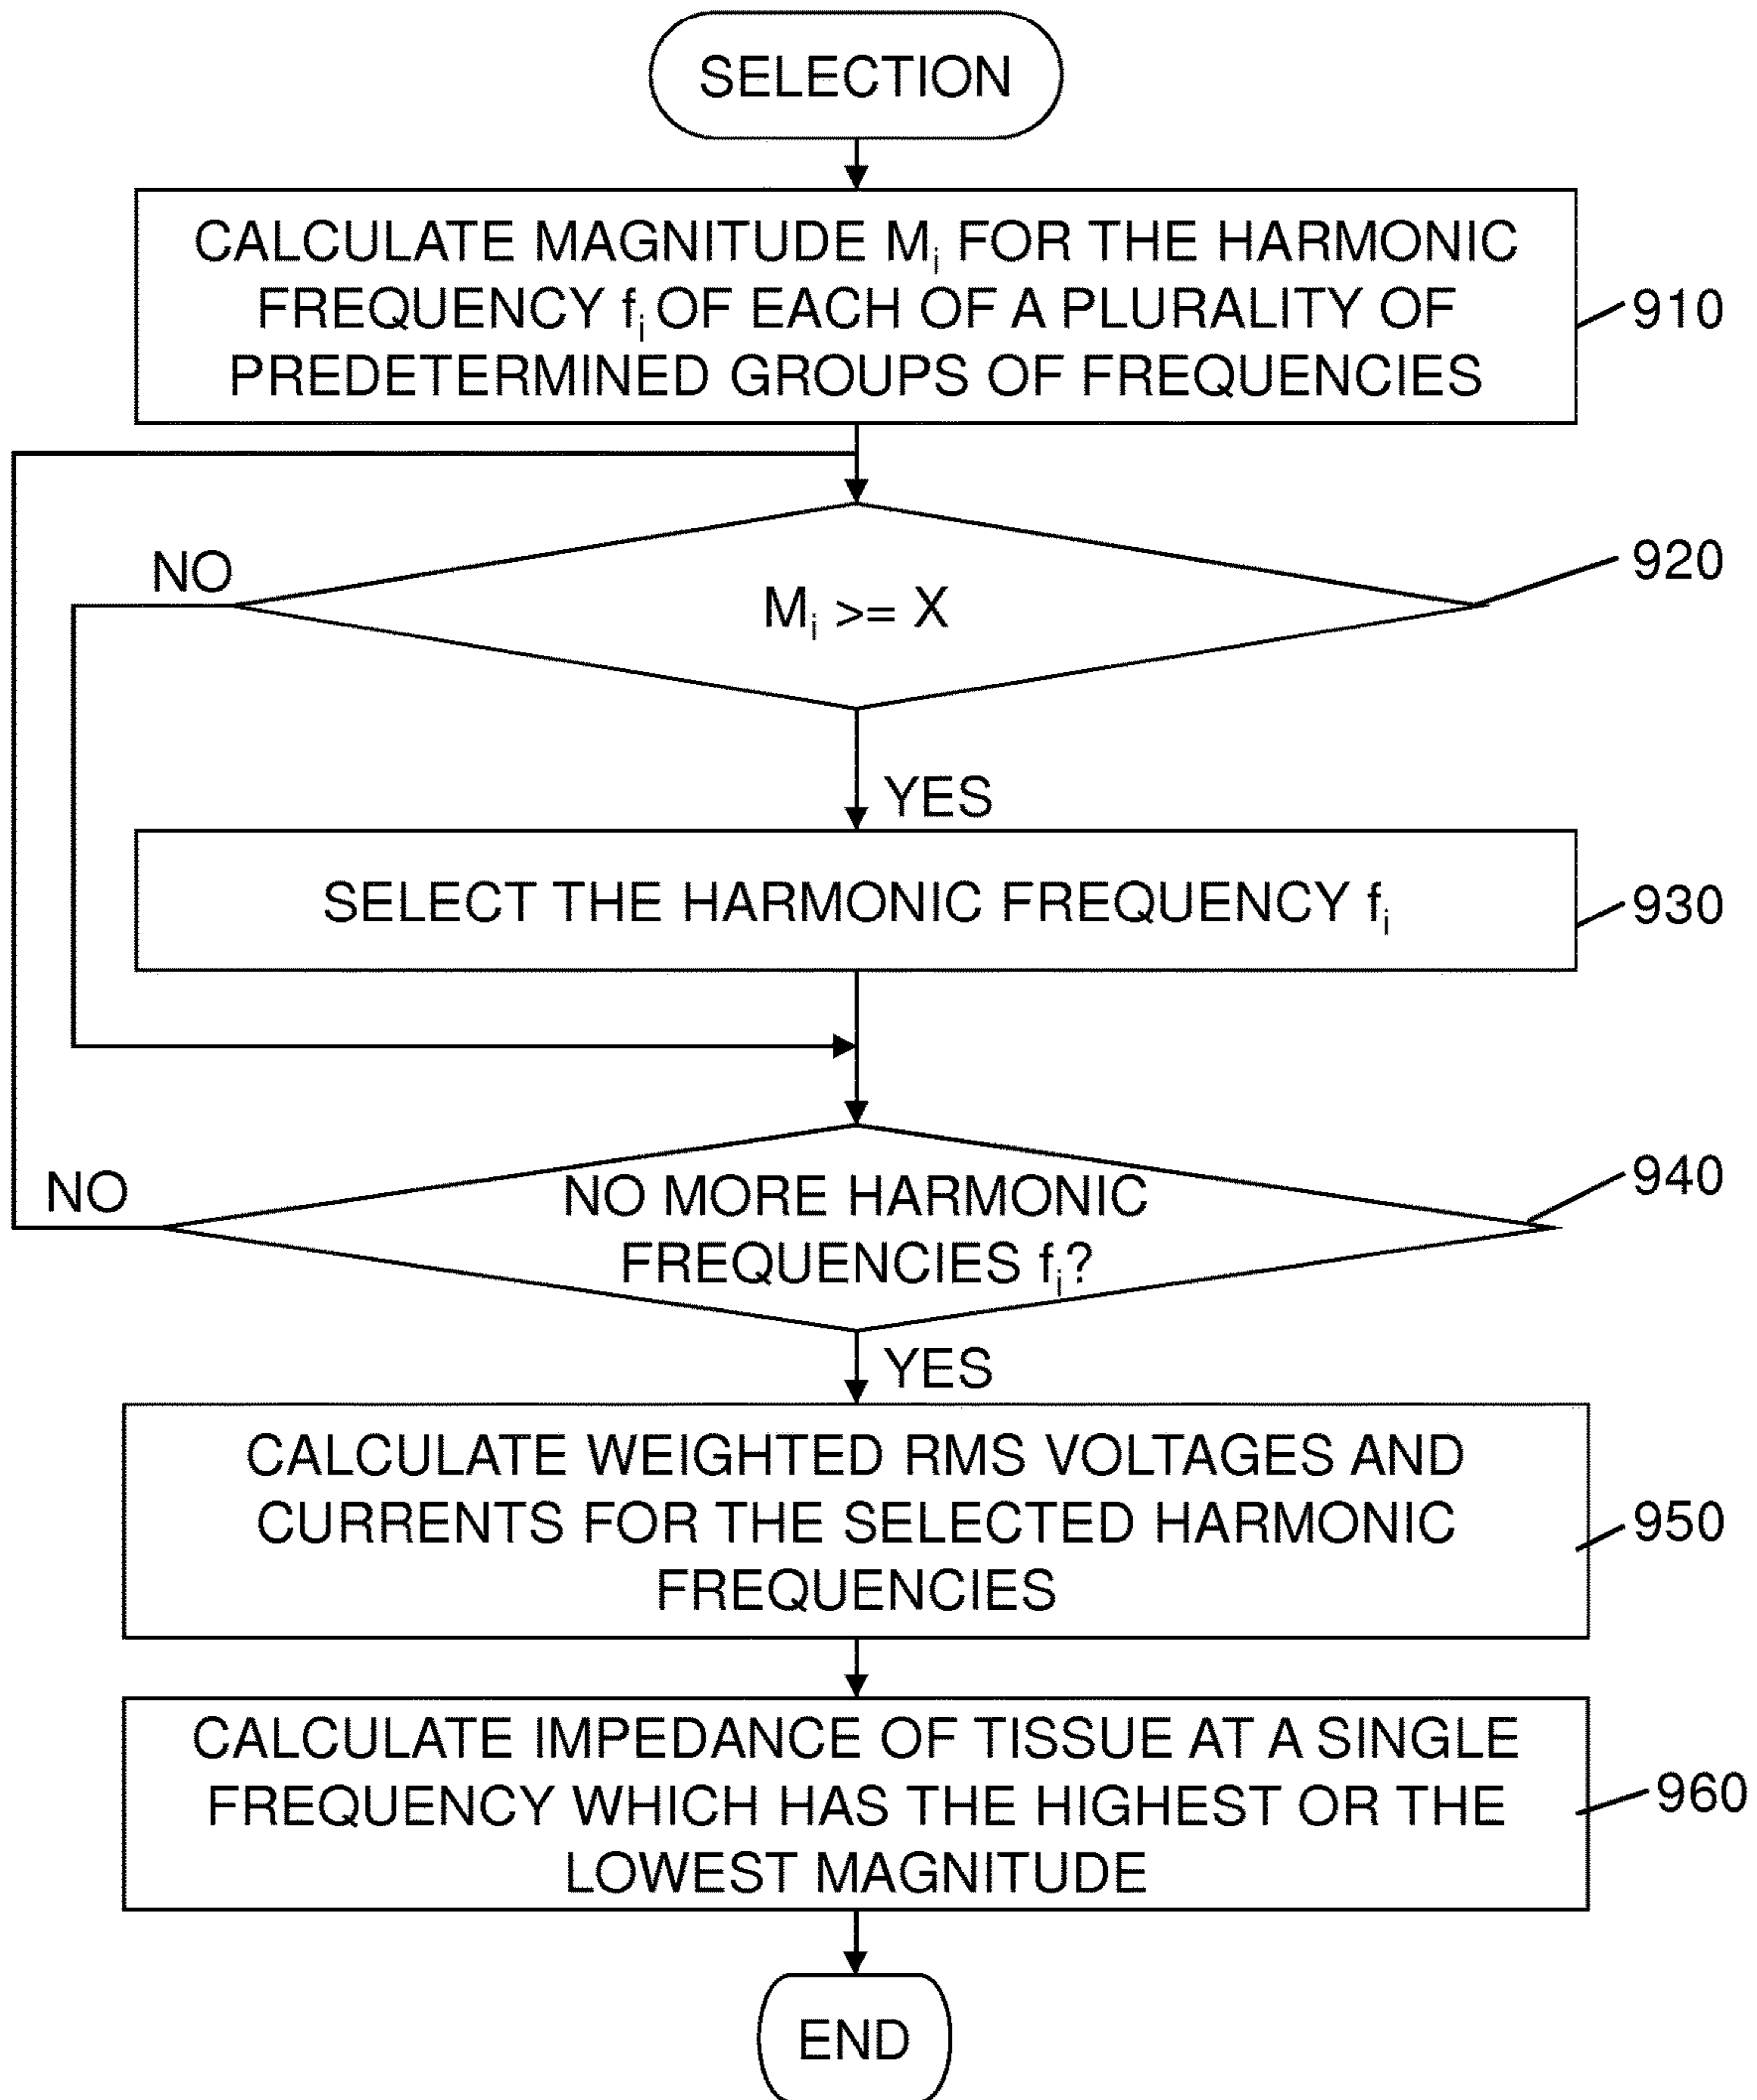 SELECTION
CALCULATE MAGNITUDE Mi FOR THE HARMONIC
FREQUENCY fi OF EACH OF A PLURALITY OF
PREDETERMINED GROUPS OF FREQUENCIES
910
NO
920
Mi >= X
YES
SELECT THE HARMONIC FREQUENCY fi
930
NO
NO MORE HARMONIC
FREQUENCIES fi?
940
YES
CALCULATE WEIGHTED RMS VOLTAGES AND
CURRENTS FOR THE SELECTED HARMONIC
FREQUENCIES
950
CALCULATE IMPEDANCE OF TISSUE AT A SINGLE
FREQUENCY WHICH HAS THE HIGHEST OR THE
LOWEST MAGNITUDE
960
END